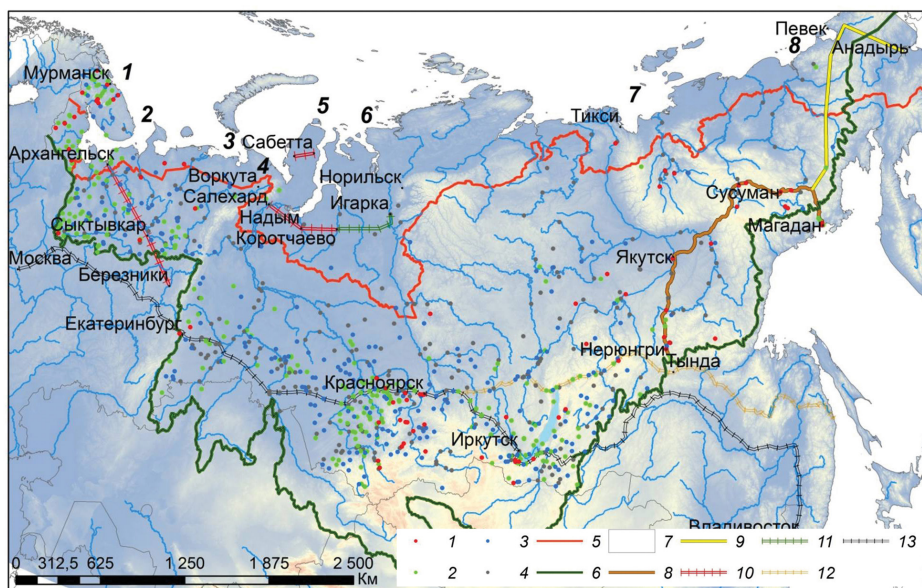 Певек
8
Анадырь
Мурманск
1
2
5
6
7
3
Сабетта
Тикси
4
Архангельск
Воркута
Норильск
Салехард
Игарка
Сусуман
Надым
Сыктывкар
Коротчаево
Магадан
Москва
Якутск
Березники
Екатеринбург
Нерюнгри
Тында
Красноярск
Иркутск
Владивосток
1 3 5 7 9 11 13
2 4 6 8 10 12
0 312,5 625 1 250 1 875 2 500
Км